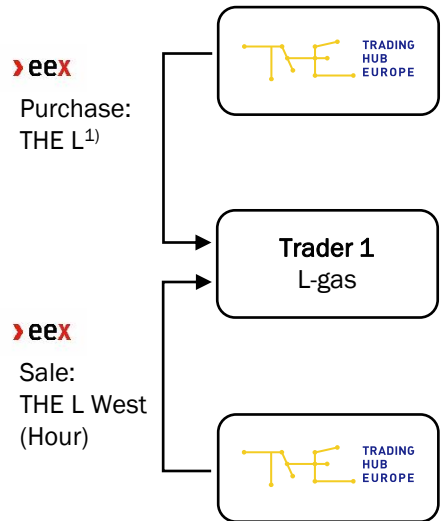 TRADING
HUB
EUROPE
eex
Purchase:
THE L1)
Trader 1
L-gas
eex
Sale:
THE L West
(Hour)
TRADING
HUB
EUROPE